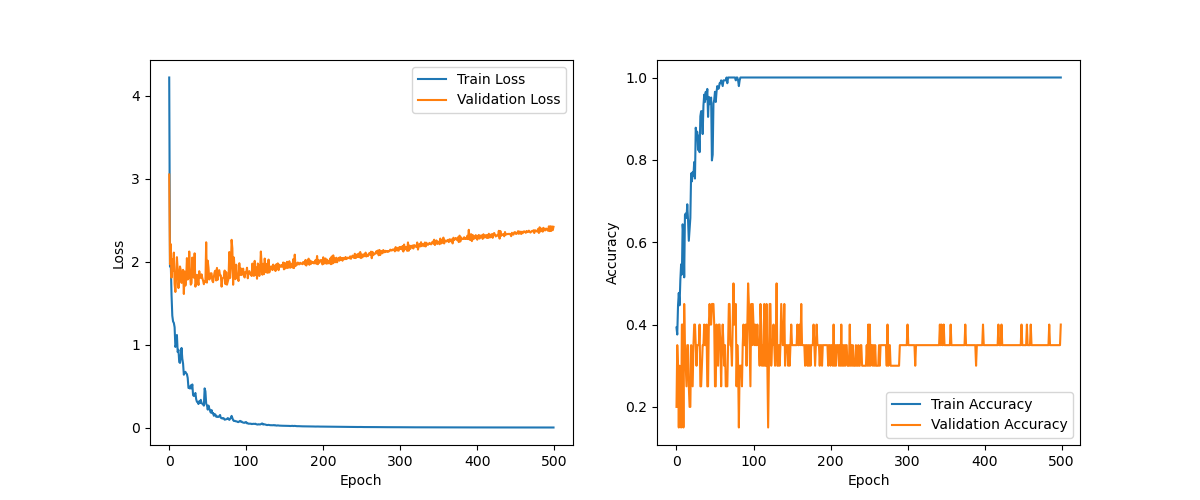 Train Loss
Validation Loss
4
3
2
1
0
Loss
0 100 200 300 400 500
Epoch
1.0
0.8
0.6
0.4
0.2
Accuracy
Train Accuracy
Validation Accuracy
0 100 200 300 400 500
Epoch